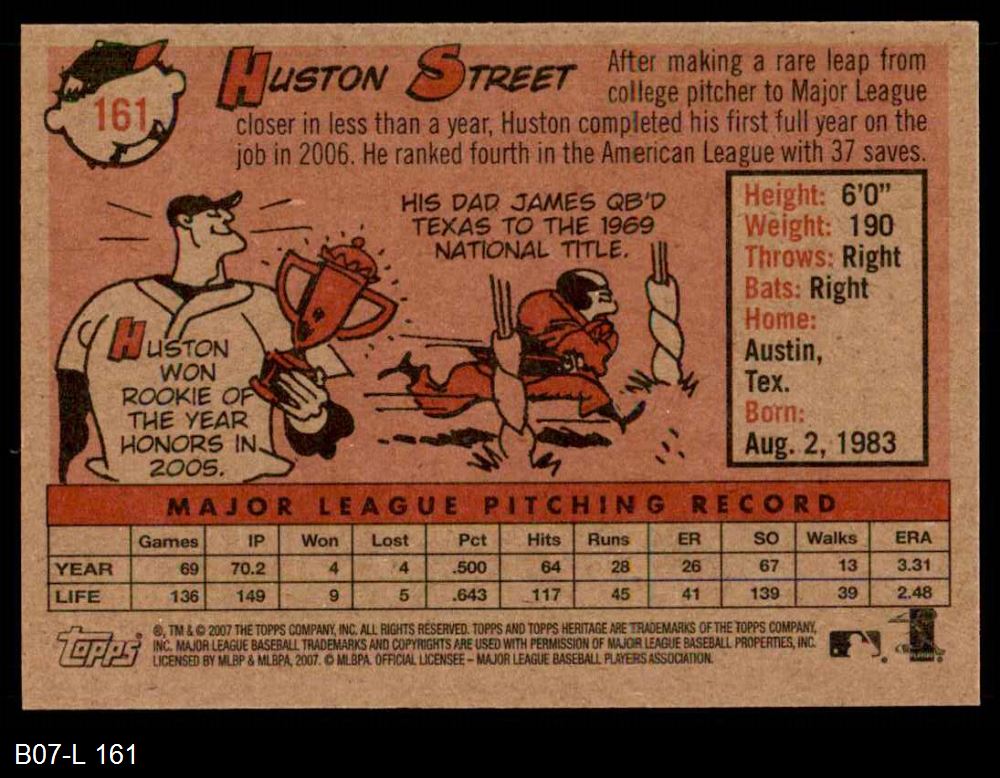 161
HUSTON STREET
After making a rare leap from
college pitcher to Major League
closer in less than a year, Huston completed his first full year on the
job in 2006. He ranked fourth in the American League with 37 saves.
HIS DAD JAMES QB'D
TEXAS TO THE 1969
NATIONAL TITLE.
HUSTON
WON
ROOKIE OF
THE YEAR
HONORS IN
2005.
Height: 6'0"
Weight: 190
Throws: Right
Bats: Right
Home:
Austin,
Tex.
Born:
Aug. 2, 1983
MAJOR LEAGUE PITCHING RECORD
Games IP Won Lost Pct Hits Runs ER SO Walks ERA
YEAR 69 70.2 4 4 .500 64 28 26 67 13 3.31
LIFE 136 149 9 5 .643 117 45 41 139 39 2.48
topps
®, TM & © 2007 THE TOPPS COMPANY, INC. ALL RIGHTS RESERVED. TOPPS AND TOPPS HERITAGE ARE TRADEMARKS OF THE TOPPS COMPANY,
INC. MAJOR LEAGUE BASEBALL TRADEMARKS AND COPYRIGHTS ARE USED WITH PERMISSION OF MAJOR LEAGUE BASEBALL PROPERTIES, INC.
LICENSED BY MLBP & MLBPA, 2007. © MLBPA. OFFICIAL LICENSEE – MAJOR LEAGUE BASEBALL PLAYERS ASSOCIATION.
B07-L 161